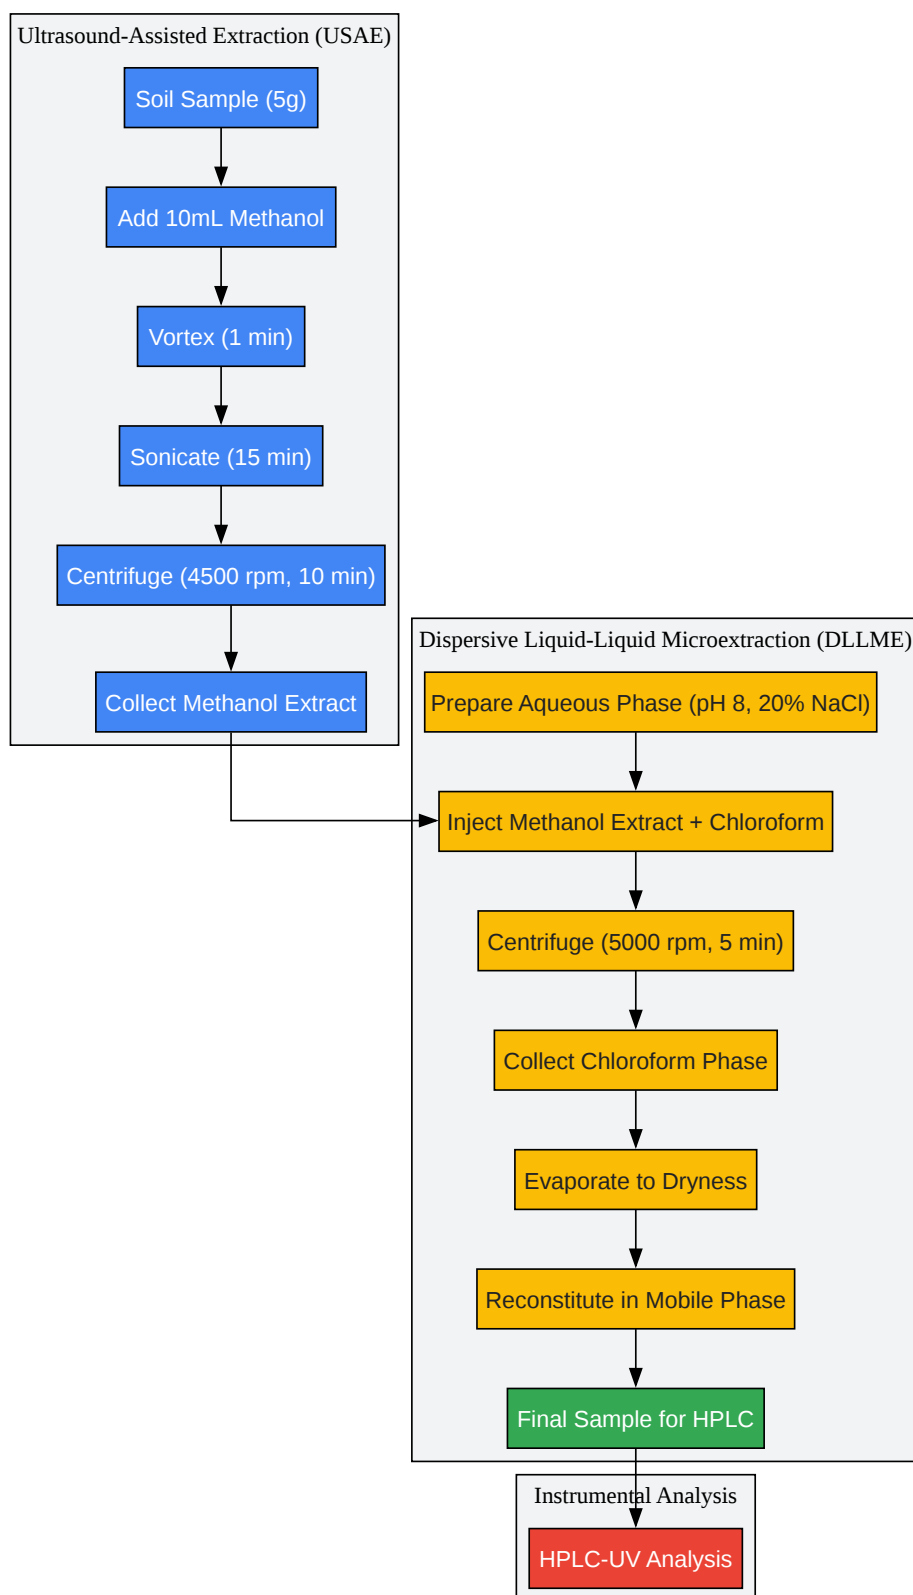 Ultrasound-Assisted Extraction (USAE)
Soil Sample (5g)
Add 10mL Methanol
Vortex (1 min)
Sonicate (15 min)
Centrifuge (4500 rpm, 10 min)
Collect Methanol Extract
Dispersive Liquid-Liquid Microextraction (DLLME)
Prepare Aqueous Phase (pH 8, 20% NaCl)
Inject Methanol Extract + Chloroform
Centrifuge (5000 rpm, 5 min)
Collect Chloroform Phase
Evaporate to Dryness
Reconstitute in Mobile Phase
Final Sample for HPLC
Instrumental Analysis
HPLC-UV Analysis